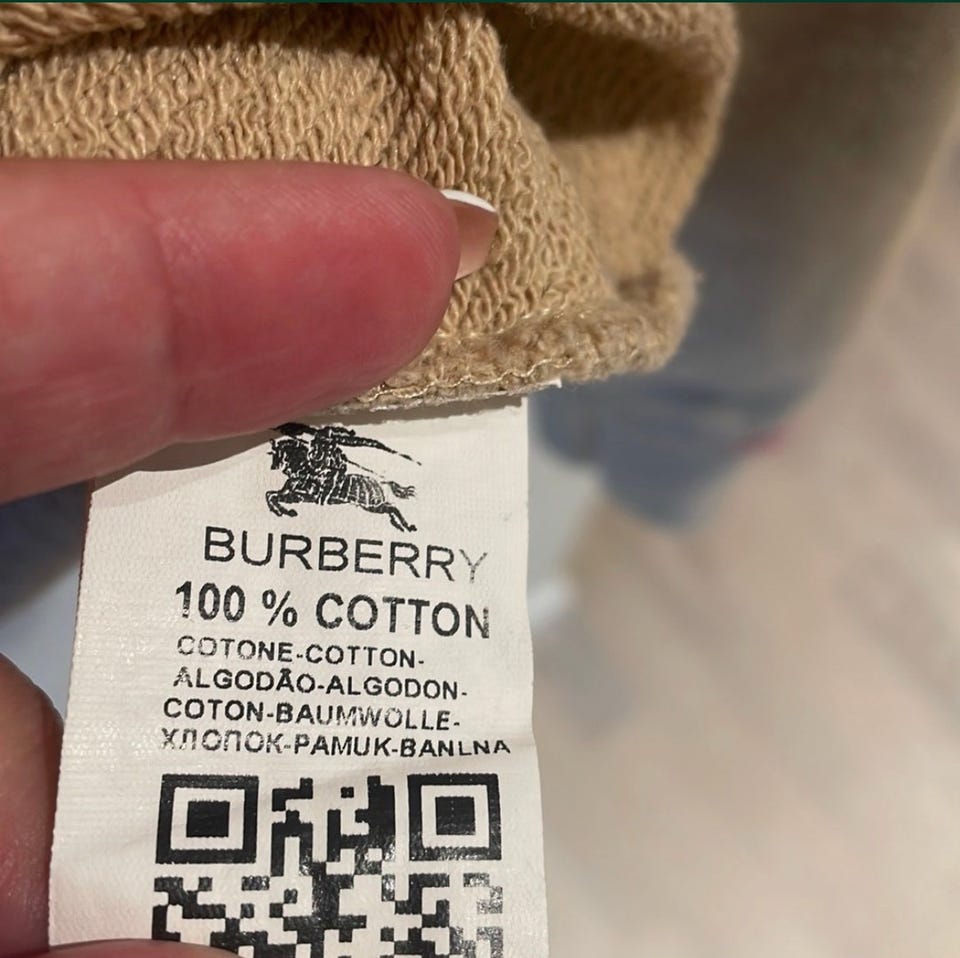 BURBERRY
100 % COTTON
COTONE-COTTON-
ALGODÃO-ALGODON-
COTON-BAUMWOLLE-
ХЛОПОК-PAMUK-BANLNA